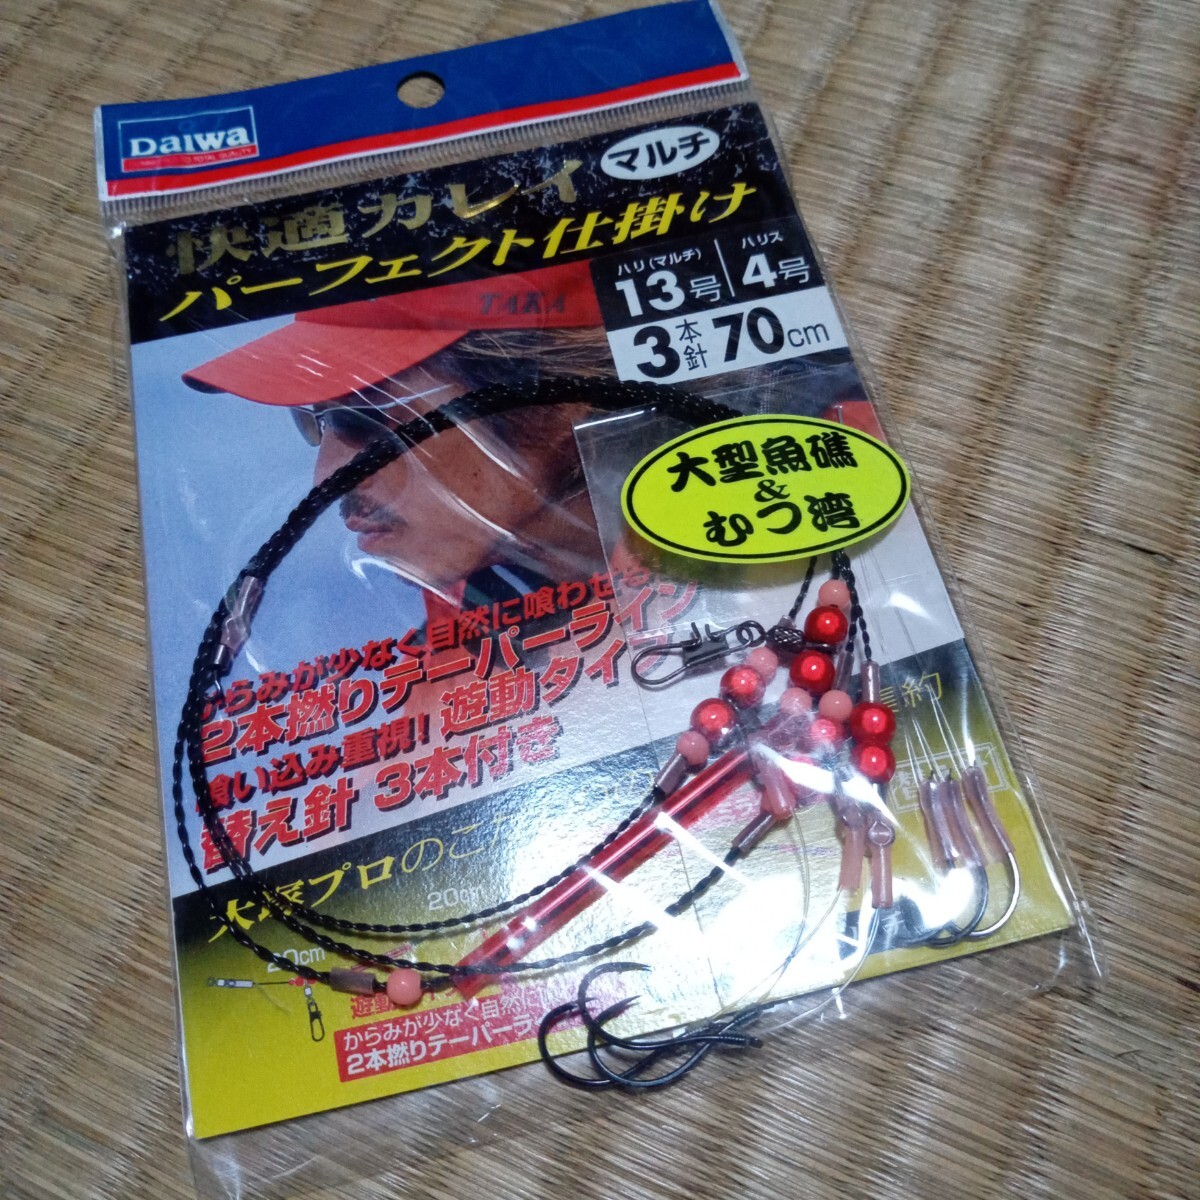 Daiwa
快適カレイ マルチ
パーフェクト仕掛け
ハリ(マルチ) ハリス
13号 4号
3本針 70cm
TAKA
大型魚礁
&
むつ湾
からみが少なく自然に喰わせる
2本撚りテーパーライン
喰い込み重視! 遊動タイプ
替え針 3本付き
大塚プロのこだ
20cm
20cm
遊動
からみが少なく自然に
2本撚りテーパーラ